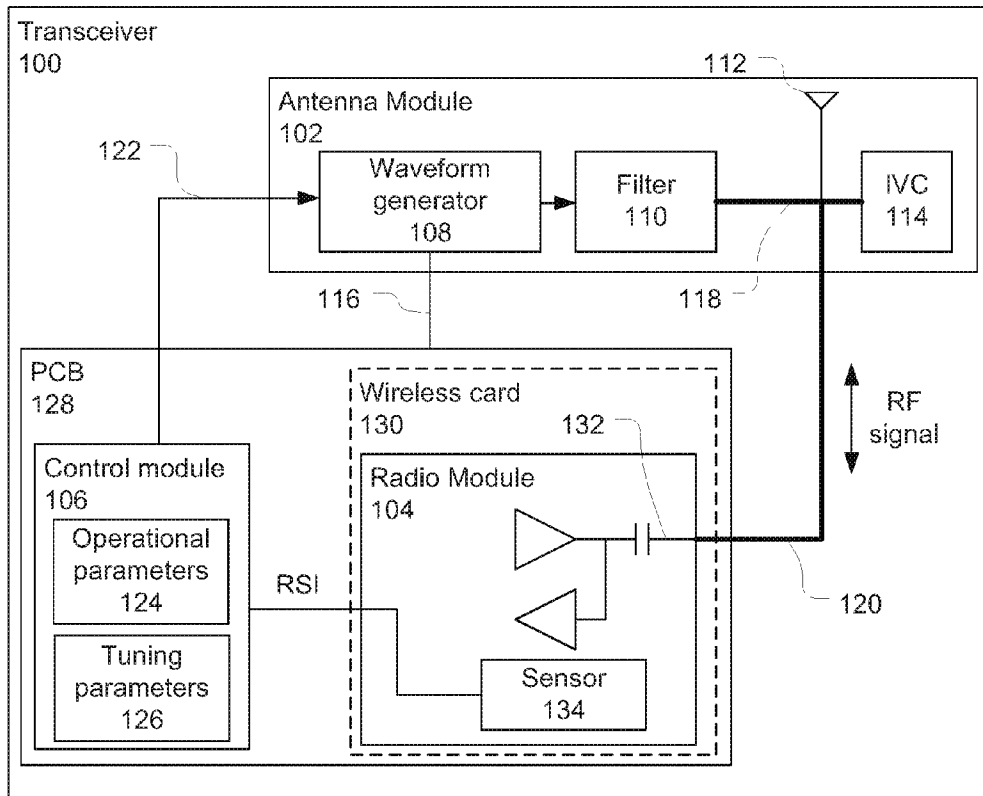 Transceiver
100
112
Antenna Module
102
122
Waveform
generator
108
Filter
110
IVC
114
116
118
PCB
128
Wireless card
130
132
RF
signal
Control module
106
Radio Module
104
Operational
parameters
124
RSI
120
Tuning
parameters
126
Sensor
134